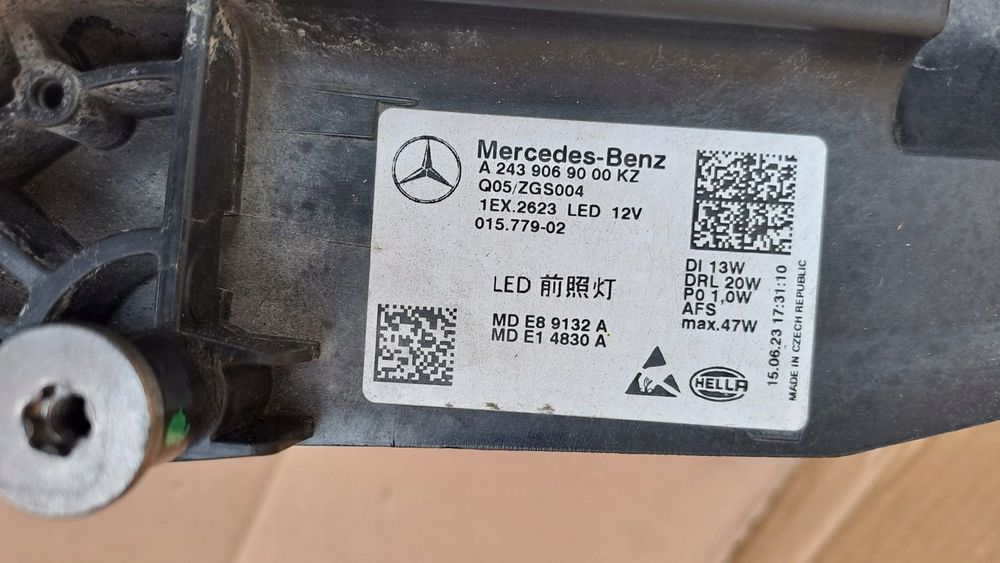 Mercedes-Benz
A 243 906 90 00 KZ
Q05/ZGS004
1EX.2623 LED 12V
015.779-02
LED 前照灯
MD E8 9132 A
MD E1 4830 A
DI 13W
DRL 20W
PO 1,0W
AFS
max.47W
15.06.23 17:31:10
MADE IN CZECH REPUBLIC
HELLA